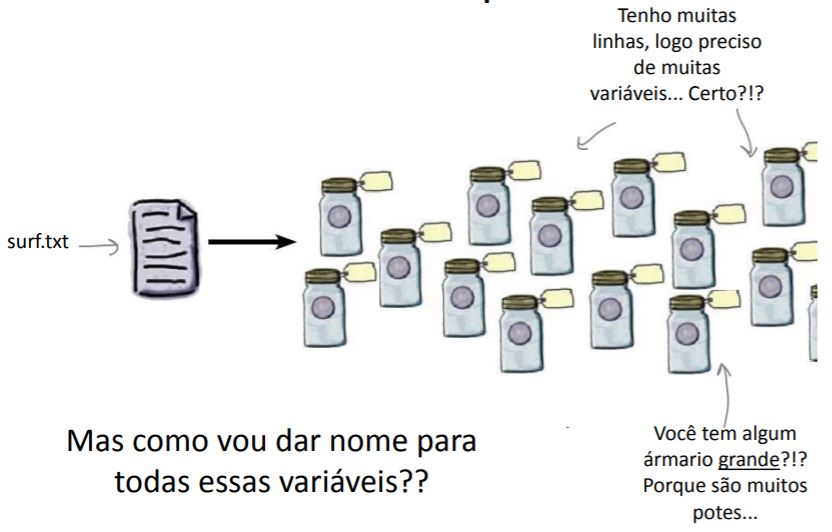 Tenho muitas
linhas, logo preciso
de muitas
variáveis... Certo?!?
surf.txt
Mas como vou dar nome para
todas essas variáveis??
Você tem algum
ármario grande?!?
Porque são muitos
potes...